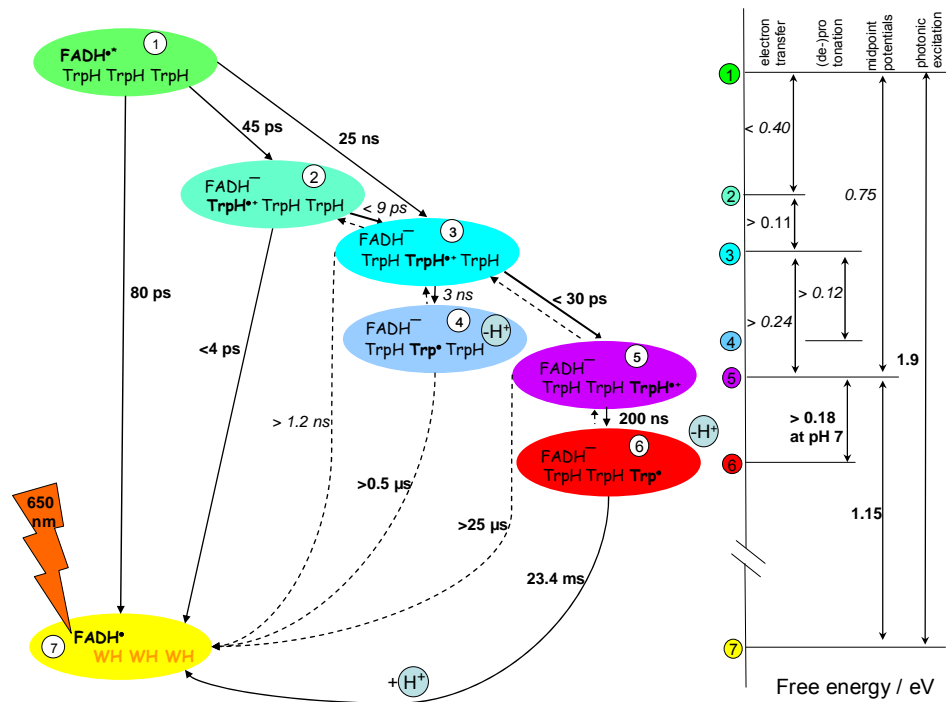 1
FADH•*
TrpH TrpH TrpH
45 ps
25 ns
2
FADH‾
TrpH•+ TrpH TrpH
< 9 ps
3
FADH‾
TrpH TrpH•+ TrpH
80 ps
<4 ps
3 ns
< 30 ps
4
FADH‾
-H+
TrpH Trp• TrpH
5
FADH‾
TrpH TrpH TrpH•+
> 1.2 ns
200 ns
-H+
6
FADH‾
TrpH TrpH Trp•
>0.5 µs
>25 µs
23.4 ms
650
nm
7
FADH•
WH WH WH
+ H+
electron
transfer
(de-)pro
tonation
midpoint
potentials
photonic
excitation
1
< 0.40
2
0.75
> 0.11
3
> 0.12
> 0.24
4
1.9
5
> 0.18
at pH 7
6
1.15
7
Free energy / eV